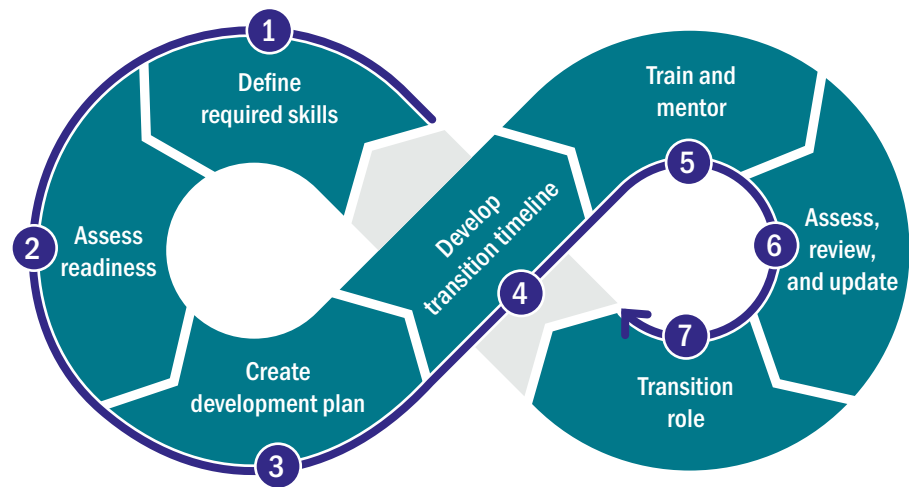 1
Define
required skills
2
Assess
readiness
3
Create
development plan
4
Develop
transition timeline
5
Train and
mentor
6
Assess,
review,
and update
7
Transition
role